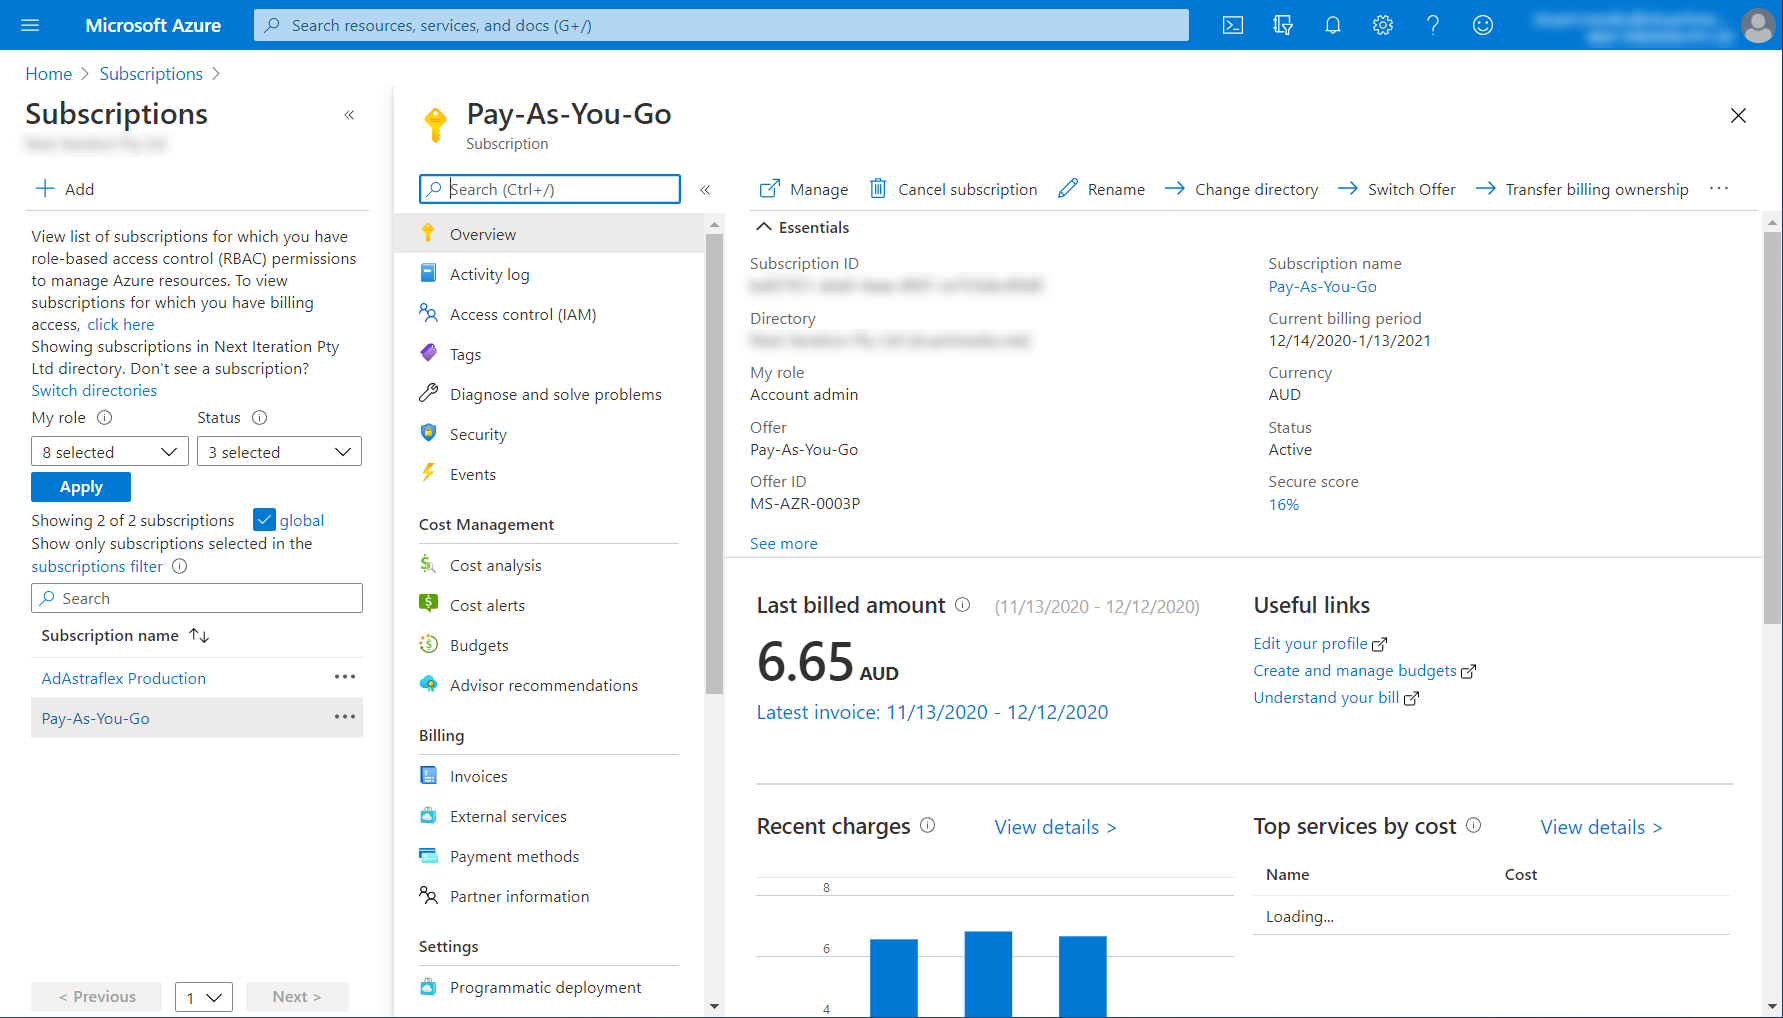 Microsoft Azure
Search resources, services, and docs (G+/)
Home
Subscriptions
Subscriptions
Add
View list of subscriptions for which you have
role-based access control (RBAC) permissions
to manage Azure resources. To view
subscriptions for which you have billing
access, click here
Showing subscriptions in Next Iteration Pty
Ltd directory. Don't see a subscription?
Switch directories
My role
Status
8 selected
3 selected
Apply
Showing 2 of 2 subscriptions
global
Show only subscriptions selected in the
subscriptions filter
Search
Subscription name
AdAstraflex Production
Pay-As-You-Go
< Previous
1
Next >
Pay-As-You-Go
Subscription
Search (Ctrl+/)
Overview
Activity log
Access control (IAM)
Tags
Diagnose and solve problems
Security
Events
Cost Management
Cost analysis
Cost alerts
Budgets
Advisor recommendations
Billing
Invoices
External services
Payment methods
Partner information
Settings
Programmatic deployment
Manage
Cancel subscription
Rename
Change directory
Switch Offer
Transfer billing ownership
Essentials
Subscription ID
Directory
My role
Account admin
Offer
Pay-As-You-Go
Offer ID
MS-AZR-0003P
See more
Subscription name
Pay-As-You-Go
Current billing period
12/14/2020-1/13/2021
Currency
AUD
Status
Active
Secure score
16%
Last billed amount
(11/13/2020 - 12/12/2020)
6.65 AUD
Latest invoice: 11/13/2020 - 12/12/2020
Useful links
Edit your profile
Create and manage budgets
Understand your bill
Recent charges
View details >
8
6
4
Top services by cost
View details >
Name
Cost
Loading...